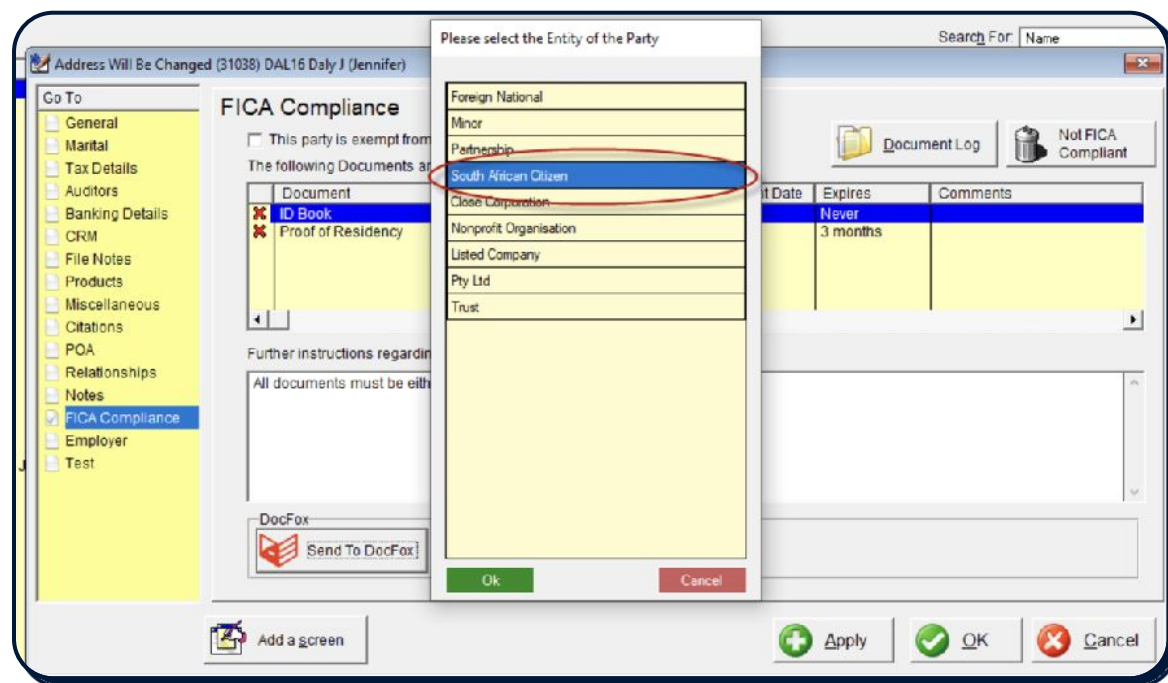 Search For: Name
Address Will Be Changed (31038) DAL16 Daly J (Jennifer)
Please select the Entity of the Party
Go To
General
Marital
Tax Details
Auditors
Banking Details
CRM
File Notes
Products
Miscellaneous
Citations
POA
Relationships
Notes
FICA Compliance
Employer
Test
FICA Compliance
This party is exempt from
Document Log
Not FICA
Compliant
The following Documents
Document
Date Expires Comments
ID Book Never
Proof of Residency 3 months
Further instructions
All documents must be
DocFox
Send To DocFox
Foreign National
Minor
Partnership
South African Citizen
Close Corporation
Nonprofit Organisation
Listed Company
Pty Ltd
Trust
Ok Cancel
Add a screen
Apply OK Cancel